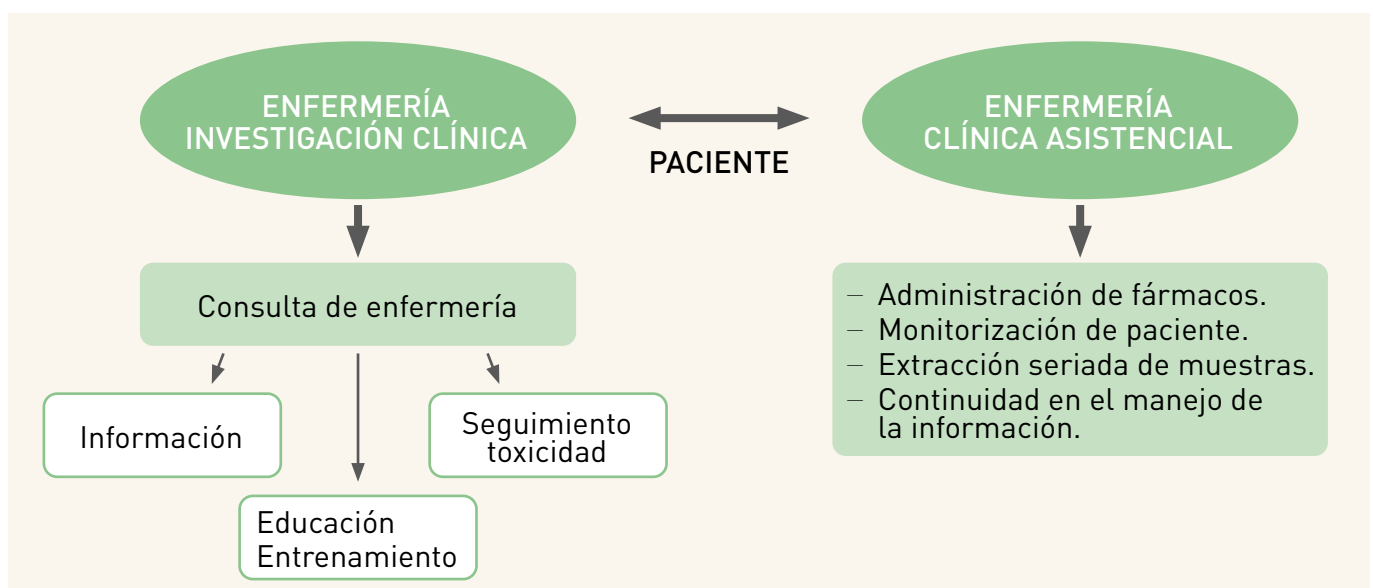 ENFERMERÍA
INVESTIGACIÓN CLÍNICA
PACIENTE
ENFERMERÍA
CLÍNICA ASISTENCIAL
Consulta de enfermería
Información
Educación
Entrenamiento
Seguimiento
toxicidad
– Administración de fármacos.
– Monitorización de paciente.
– Extracción seriada de muestras.
– Continuidad en el manejo de
la información.